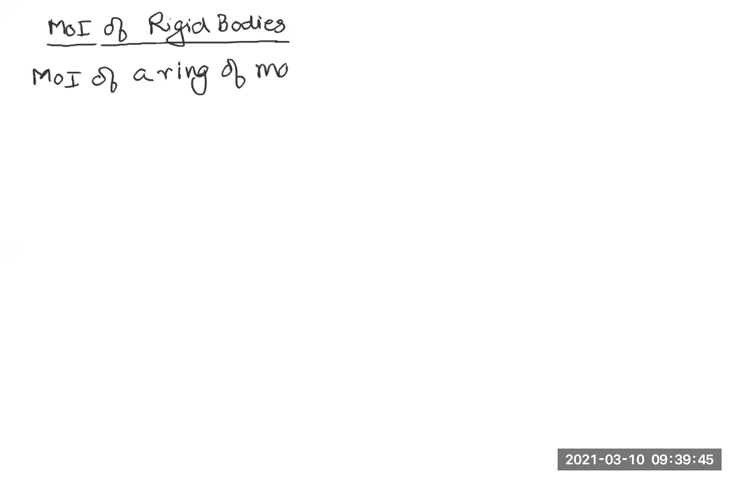 MoI of Rigid Bodies
MoI of a ring of mo
2021-03-10 09:39:45